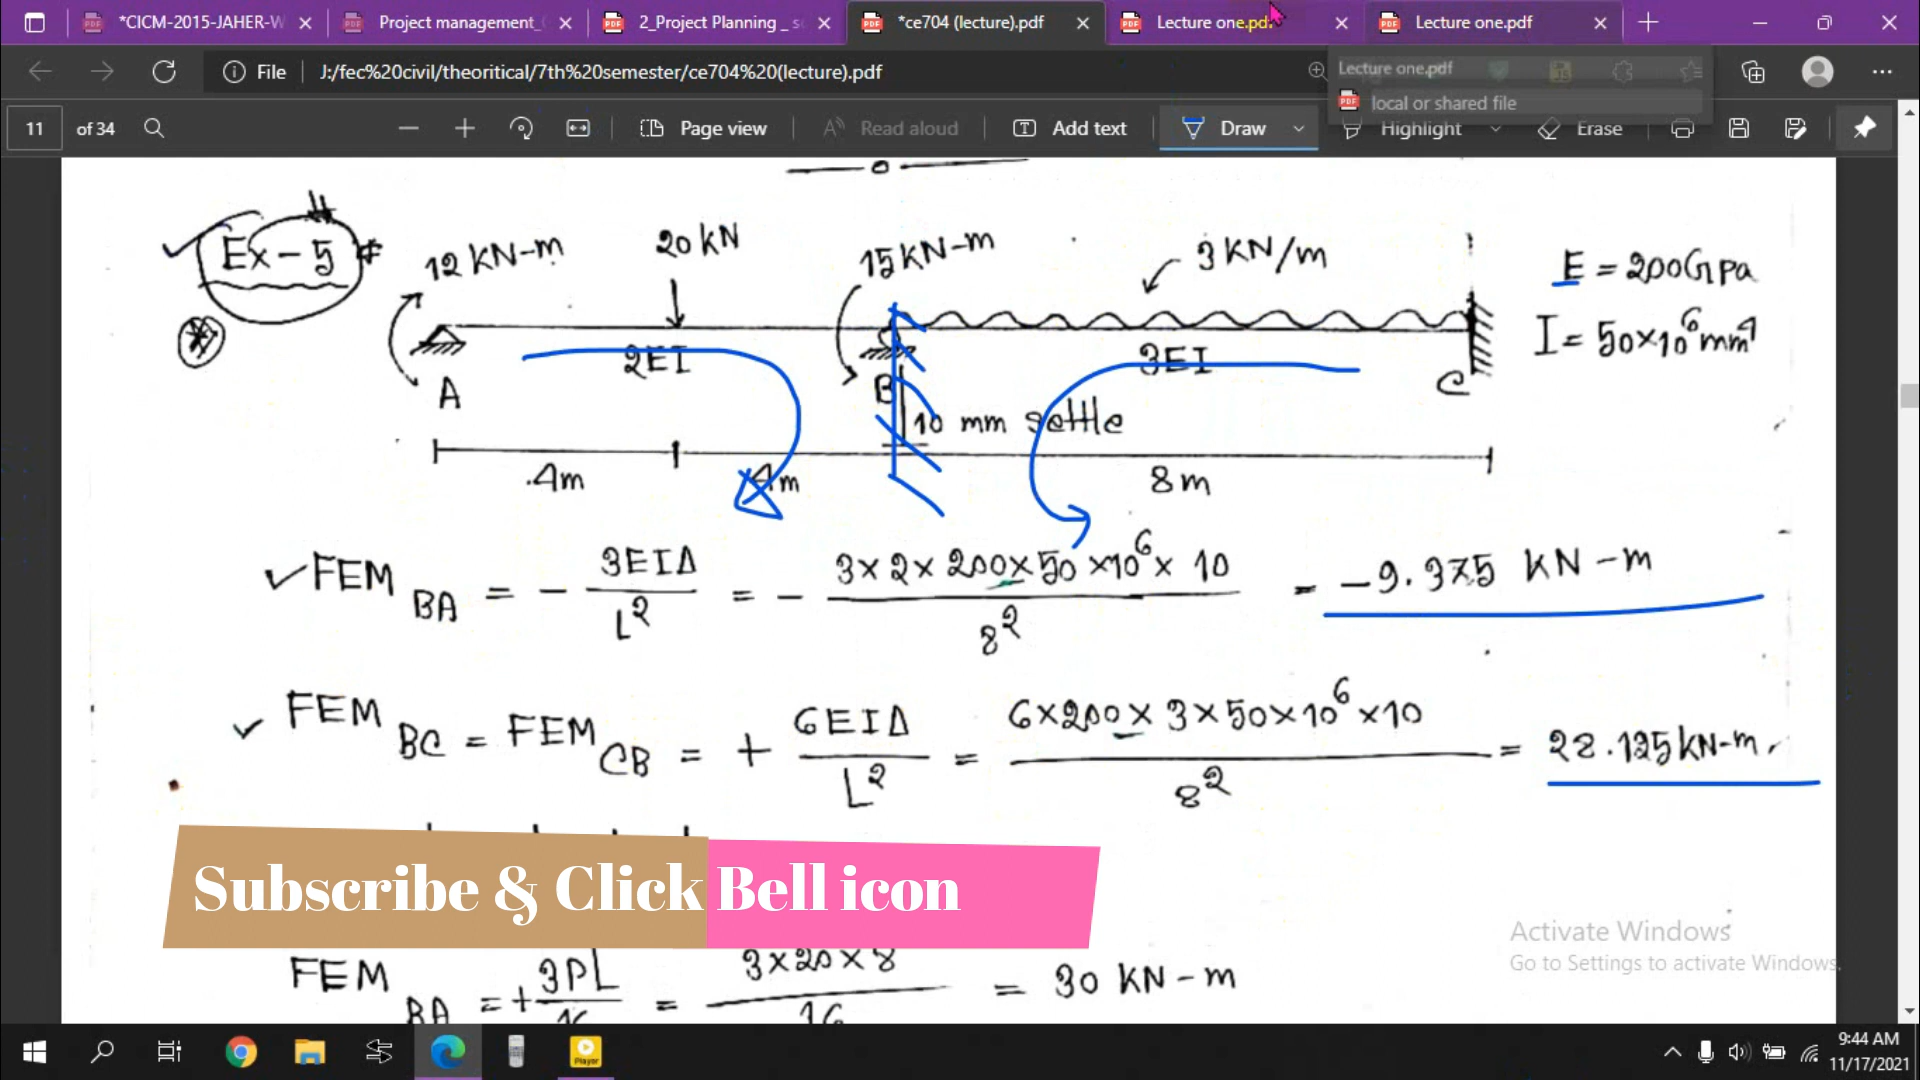 *CICM-2015-JAHER-W
Project management_
2_Project Planning _ s
*ce704 (lecture).pdf
Lecture one.pdf
Lecture one.pdf
File
J:/fec%20civil/theoritical/7th%20semester/ce704%20(lecture).pdf
Lecture one.pdf
local or shared file
11 of 34
Page view
Read aloud
Add text
Draw
Highlight
Erase
Ex-5
12 KN-m
20 KN
15 KN-m
3 KN/m
E = 200GPa
I = 50×10⁶mm⁴
2EI
3EI
A
B
C
10 mm settle
4m
4m
8m
FEM BA = - 3EIΔ / L² = - 3×2×200×50×10⁶×10 / 8² = -9.375 KN-m
FEM BC = FEM CB = + 6EIΔ / L² = 6×200×3×50×10⁶×10 / 8² = 28.125 KN-m.
Subscribe & Click Bell icon
FEM BA = + 3PL / 16 = 3×20×8 / 16 = 30 KN-m
Activate Windows
Go to Settings to activate Windows.
Player
9:44 AM
11/17/2021